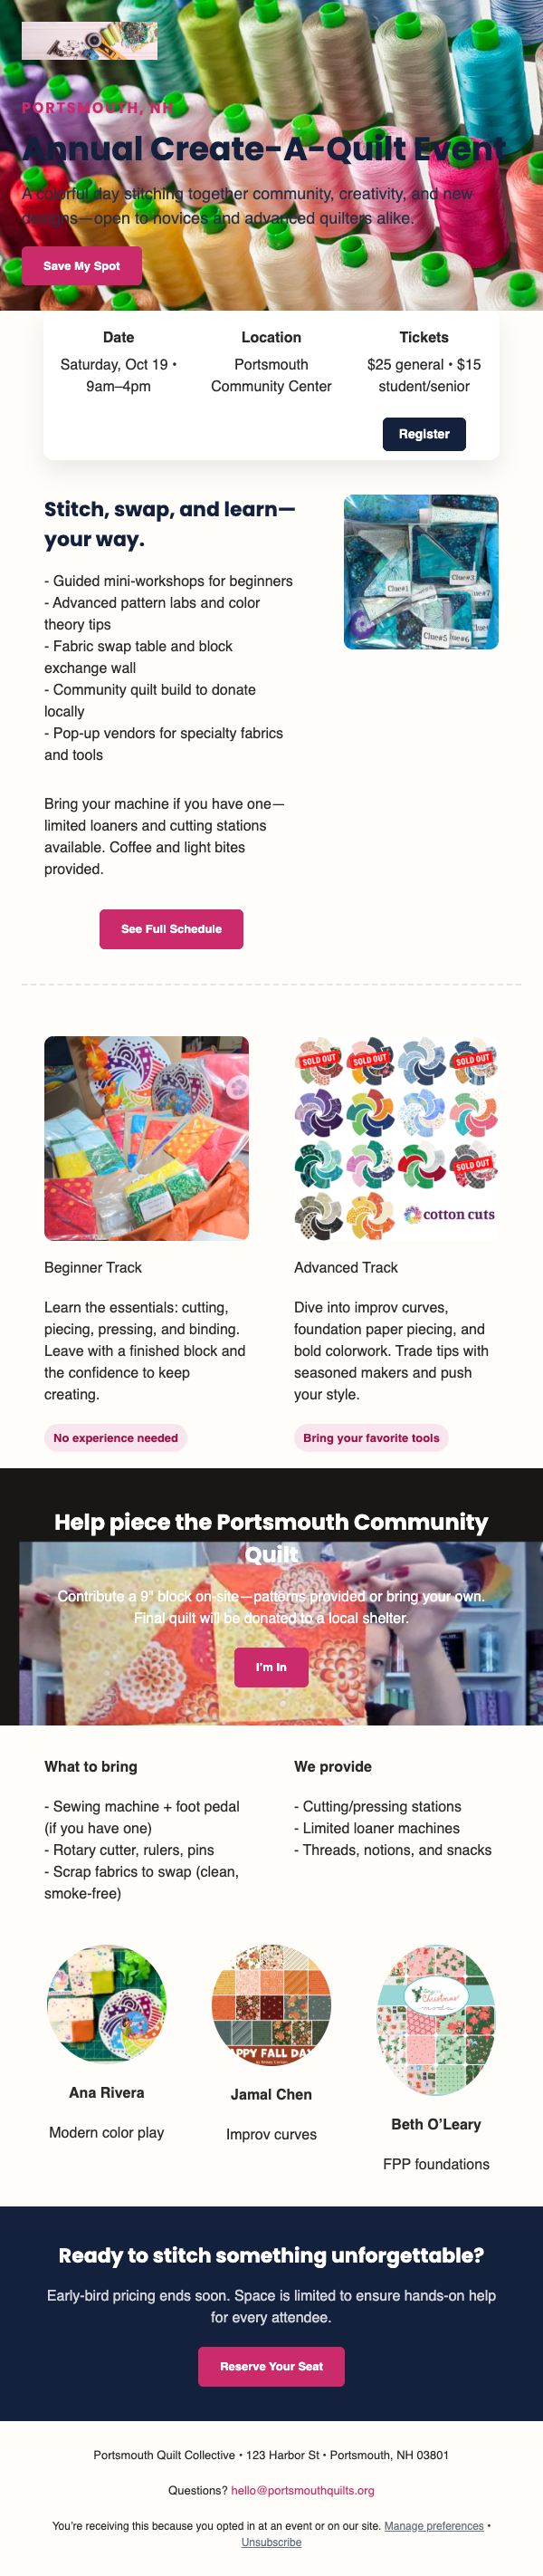 PORTSMOUTH, NH
Annual Create-A-Quilt Event
A colorful day stitching together community, creativity, and new
designs—open to novices and advanced quilters alike.
Save My Spot
Date
Saturday, Oct 19 •
9am–4pm
Location
Portsmouth
Community Center
Tickets
$25 general • $15
student/senior
Register
Stitch, swap, and learn—
your way.
- Guided mini-workshops for beginners
- Advanced pattern labs and color
theory tips
- Fabric swap table and block
exchange wall
- Community quilt build to donate
locally
- Pop-up vendors for specialty fabrics
and tools
Clue#1
Clue#3
Clue#5
Clue#6
Bring your machine if you have one—
limited loaners and cutting stations
available. Coffee and light bites
provided.
See Full Schedule
SOLD OUT
SOLD OUT
SOLD OUT
SOLD OUT
cotton cuts
Beginner Track
Learn the essentials: cutting,
piecing, pressing, and binding.
Leave with a finished block and
the confidence to keep
creating.
No experience needed
Advanced Track
Dive into improv curves,
foundation paper piecing, and
bold colorwork. Trade tips with
seasoned makers and push
your style.
Bring your favorite tools
Help piece the Portsmouth Community
Quilt
Contribute a 9" block on-site—patterns provided or bring your own.
Final quilt will be donated to a local shelter.
I'm In
What to bring
- Sewing machine + foot pedal
(if you have one)
- Rotary cutter, rulers, pins
- Scrap fabrics to swap (clean,
smoke-free)
We provide
- Cutting/pressing stations
- Limited loaner machines
- Threads, notions, and snacks
Ana Rivera
Modern color play
APPY FALL DAY
Jamal Chen
Improv curves
Christmas
moda
Beth O’Leary
FPP foundations
Ready to stitch something unforgettable?
Early-bird pricing ends soon. Space is limited to ensure hands-on help
for every attendee.
Reserve Your Seat
Portsmouth Quilt Collective • 123 Harbor St • Portsmouth, NH 03801
Questions? hello@portsmouthquilts.org
You’re receiving this because you opted in at an event or on our site. Manage preferences •
Unsubscribe